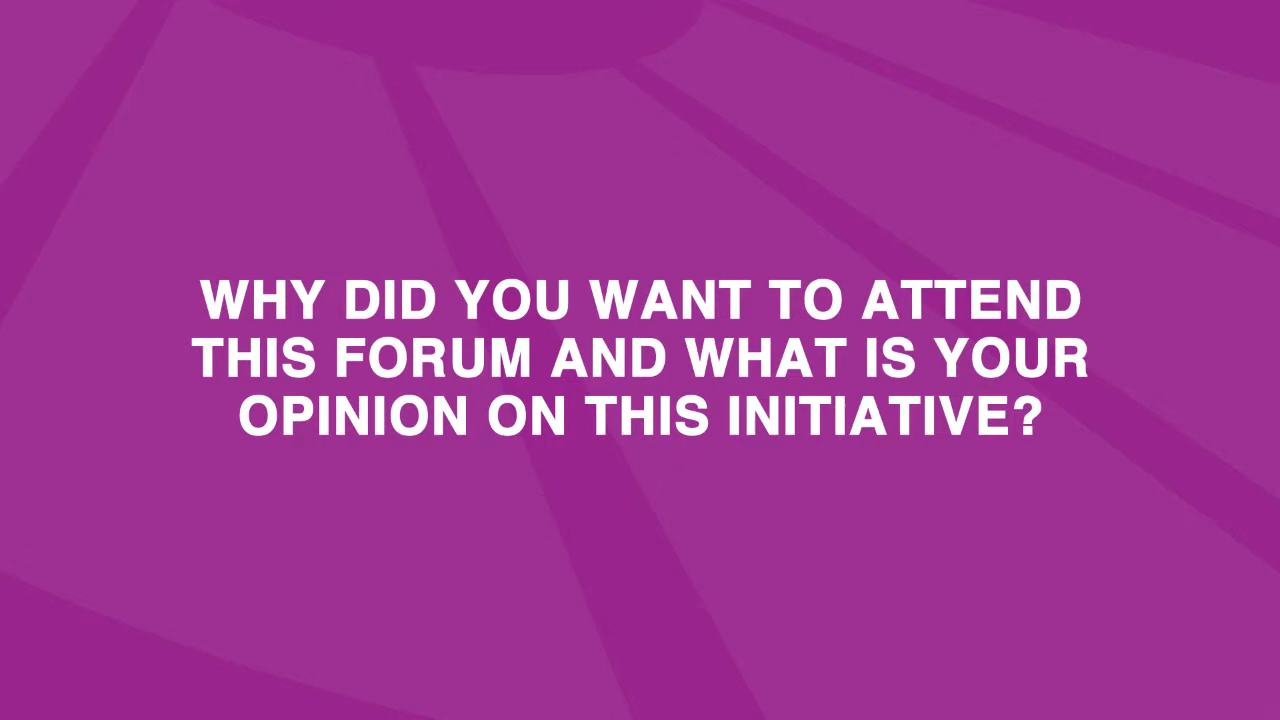 WHY DID YOU WANT TO ATTEND
THIS FORUM AND WHAT IS YOUR
OPINION ON THIS INITIATIVE?